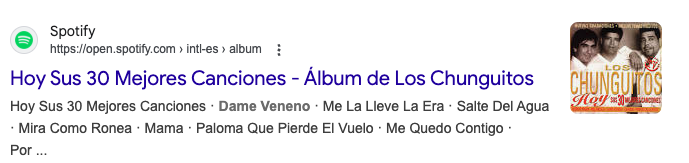 Spotify
https://open.spotify.com › intl-es › album
Hoy Sus 30 Mejores Canciones - Álbum de Los Chunguitos
Hoy Sus 30 Mejores Canciones · Dame Veneno · Me La Lleve La Era · Salte Del Agua
· Mira Como Ronea · Mama · Paloma Que Pierde El Vuelo · Me Quedo Contigo ·
Por ...
LOS
CHUNGUITOS
Hoy SUS 30 MEJORES CANCIONES